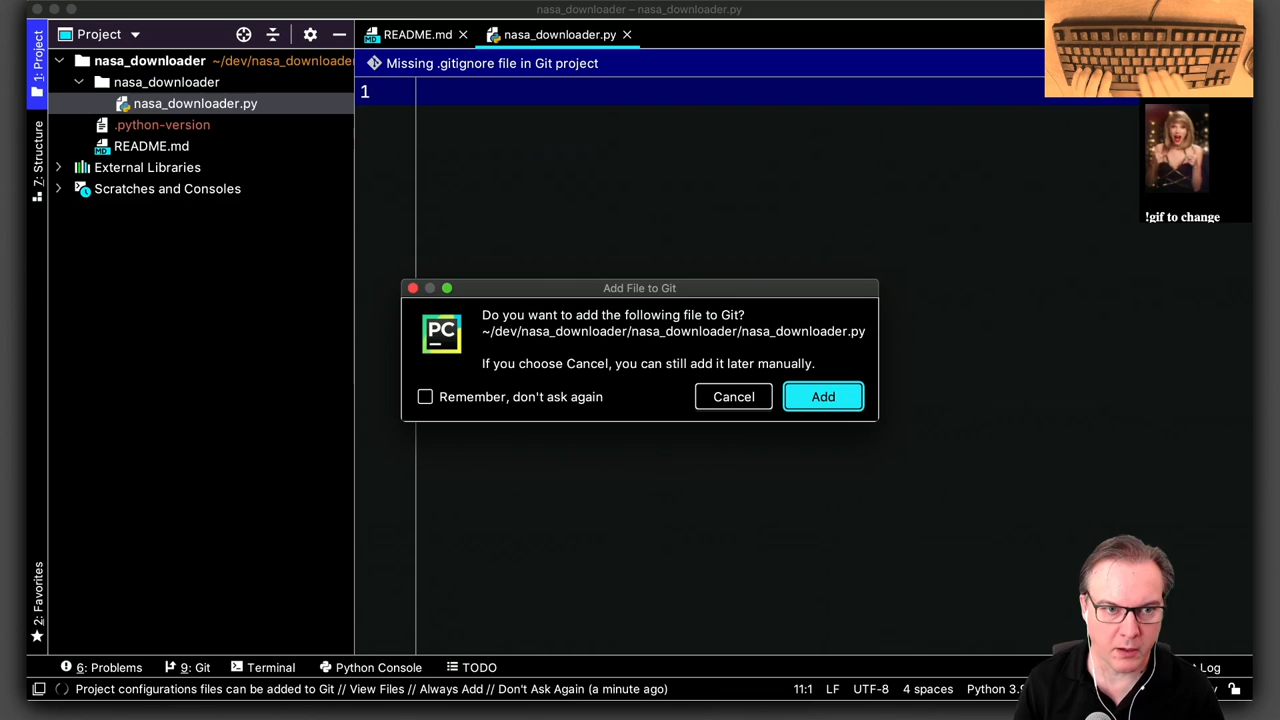 nasa_downloader – nasa_downloader.py
1: Project
Project
README.md
nasa_downloader.py
nasa_downloader ~/dev/nasa_downloader
nasa_downloader
nasa_downloader.py
.python-version
README.md
External Libraries
Scratches and Consoles
Missing .gitignore file in Git project
1
7: Structure
!gif to change
Add File to Git
PC
Do you want to add the following file to Git?
~/dev/nasa_downloader/nasa_downloader/nasa_downloader.py
If you choose Cancel, you can still add it later manually.
Remember, don't ask again
Cancel
Add
2: Favorites
6: Problems
9: Git
Terminal
Python Console
TODO
Log
Project configurations files can be added to Git // View Files // Always Add // Don't Ask Again (a minute ago)
11:1
LF
UTF-8
4 spaces
Python 3.9